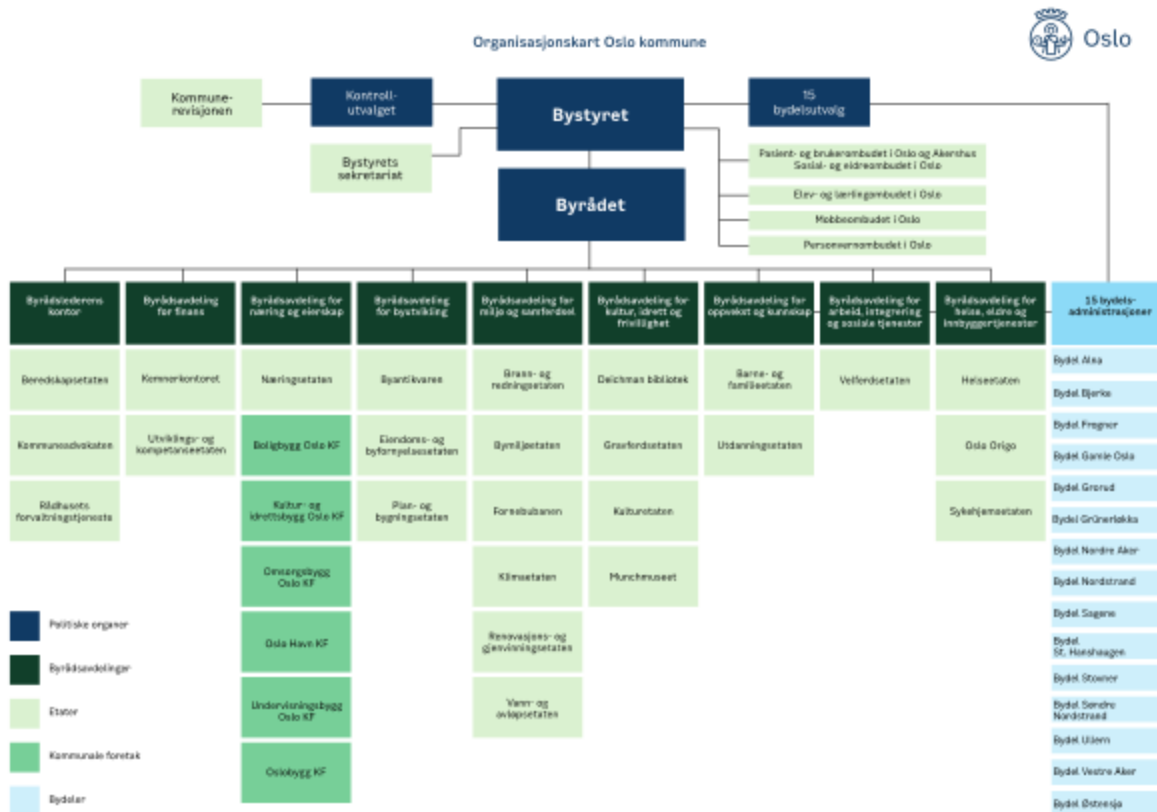 Organisasjonskart Oslo kommune
Oslo
Kommune-
revisjonen
Kontroll-
utvalget
Bystyret
15
bydelsutvalg
Bystyrets
sekretariat
Byrådet
Pasient- og brukerombudet i Oslo og Akershus
Sosial- og eldreombudet i Oslo
Elev- og lærlingombudet i Oslo
Mobbeombudet i Oslo
Personvernombudet i Oslo
Byrådslederens
kontor
Byrådsavdeling
for finans
Byrådsavdeling for
næring og eierskap
Byrådsavdeling
for byutvikling
Byrådsavdeling for
miljø og samferdsel
Byrådsavdeling for
kultur, idrett og
frivillighet
Byrådsavdeling for
oppvekst og kunnskap
Byrådsavdeling for
arbeid, integrering
og sosiale tjenester
Byrådsavdeling for
helse, eldre og
innbyggertjenester
15 bydels-
administrasjoner
Beredskapsetaten
Kommuneadvokaten
Rådhusets
forvaltningstjeneste
Kemnerkontoret
Utviklings- og
kompetanseetaten
Næringsetaten
Boligbygg Oslo KF
Kultur- og
idrettsbygg Oslo KF
Omsorgsbygg
Oslo KF
Oslo Havn KF
Undervisningsbygg
Oslo KF
Oslobygg KF
Byantikvaren
Eiendoms- og
byfornyelsesetaten
Plan- og
bygningsetaten
Brann- og
redningsetaten
Bymiljøetaten
Fornebubanen
Klimaetaten
Renovasjons- og
gjenvinningsetaten
Vann- og
avløpsetaten
Deichman bibliotek
Gravferdsetaten
Kulturetaten
Munchmuseet
Barne- og
familieetaten
Utdanningsetaten
Velferdsetaten
Helseetaten
Oslo Origo
Sykehjemsetaten
Bydel Alna
Bydel Bjerke
Bydel Frogner
Bydel Gamle Oslo
Bydel Grorud
Bydel Grünerløkka
Bydel Nordre Aker
Bydel Nordstrand
Bydel Sagene
Bydel
St. Hanshaugen
Bydel Stovner
Bydel Søndre
Nordstrand
Bydel Ullern
Bydel Vestre Aker
Bydel Østensjø
Politiske organer
Byrådsavdelinger
Etater
Kommunale foretak
Bydeler